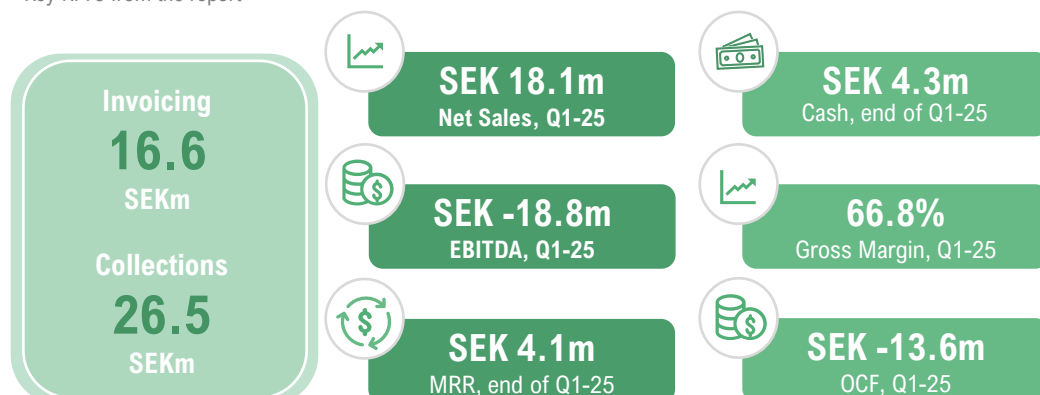 Invoicing
16.6
SEKm
Collections
26.5
SEKm
SEK 18.1m
Net Sales, Q1-25
SEK 4.3m
Cash, end of Q1-25
SEK -18.8m
EBITDA, Q1-25
66.8%
Gross Margin, Q1-25
SEK 4.1m
MRR, end of Q1-25
SEK -13.6m
OCF, Q1-25